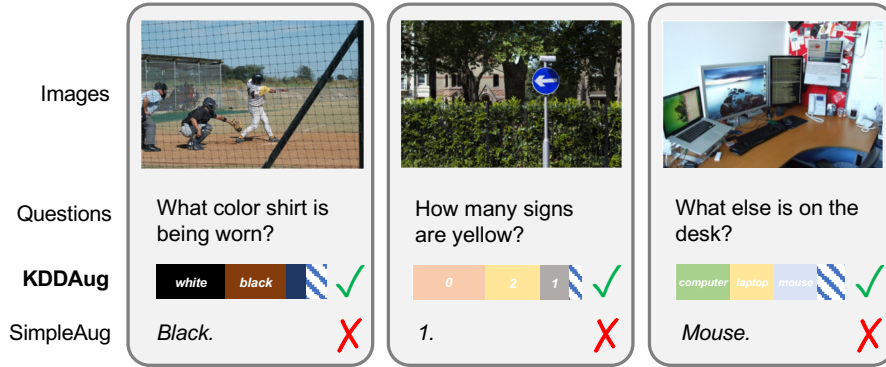 Images
Questions
What color shirt is
being worn?
How many signs
are yellow?
What else is on the
desk?
KDDAug
white black
0 2 1
computer laptop mouse
SimpleAug
Black.
1.
Mouse.